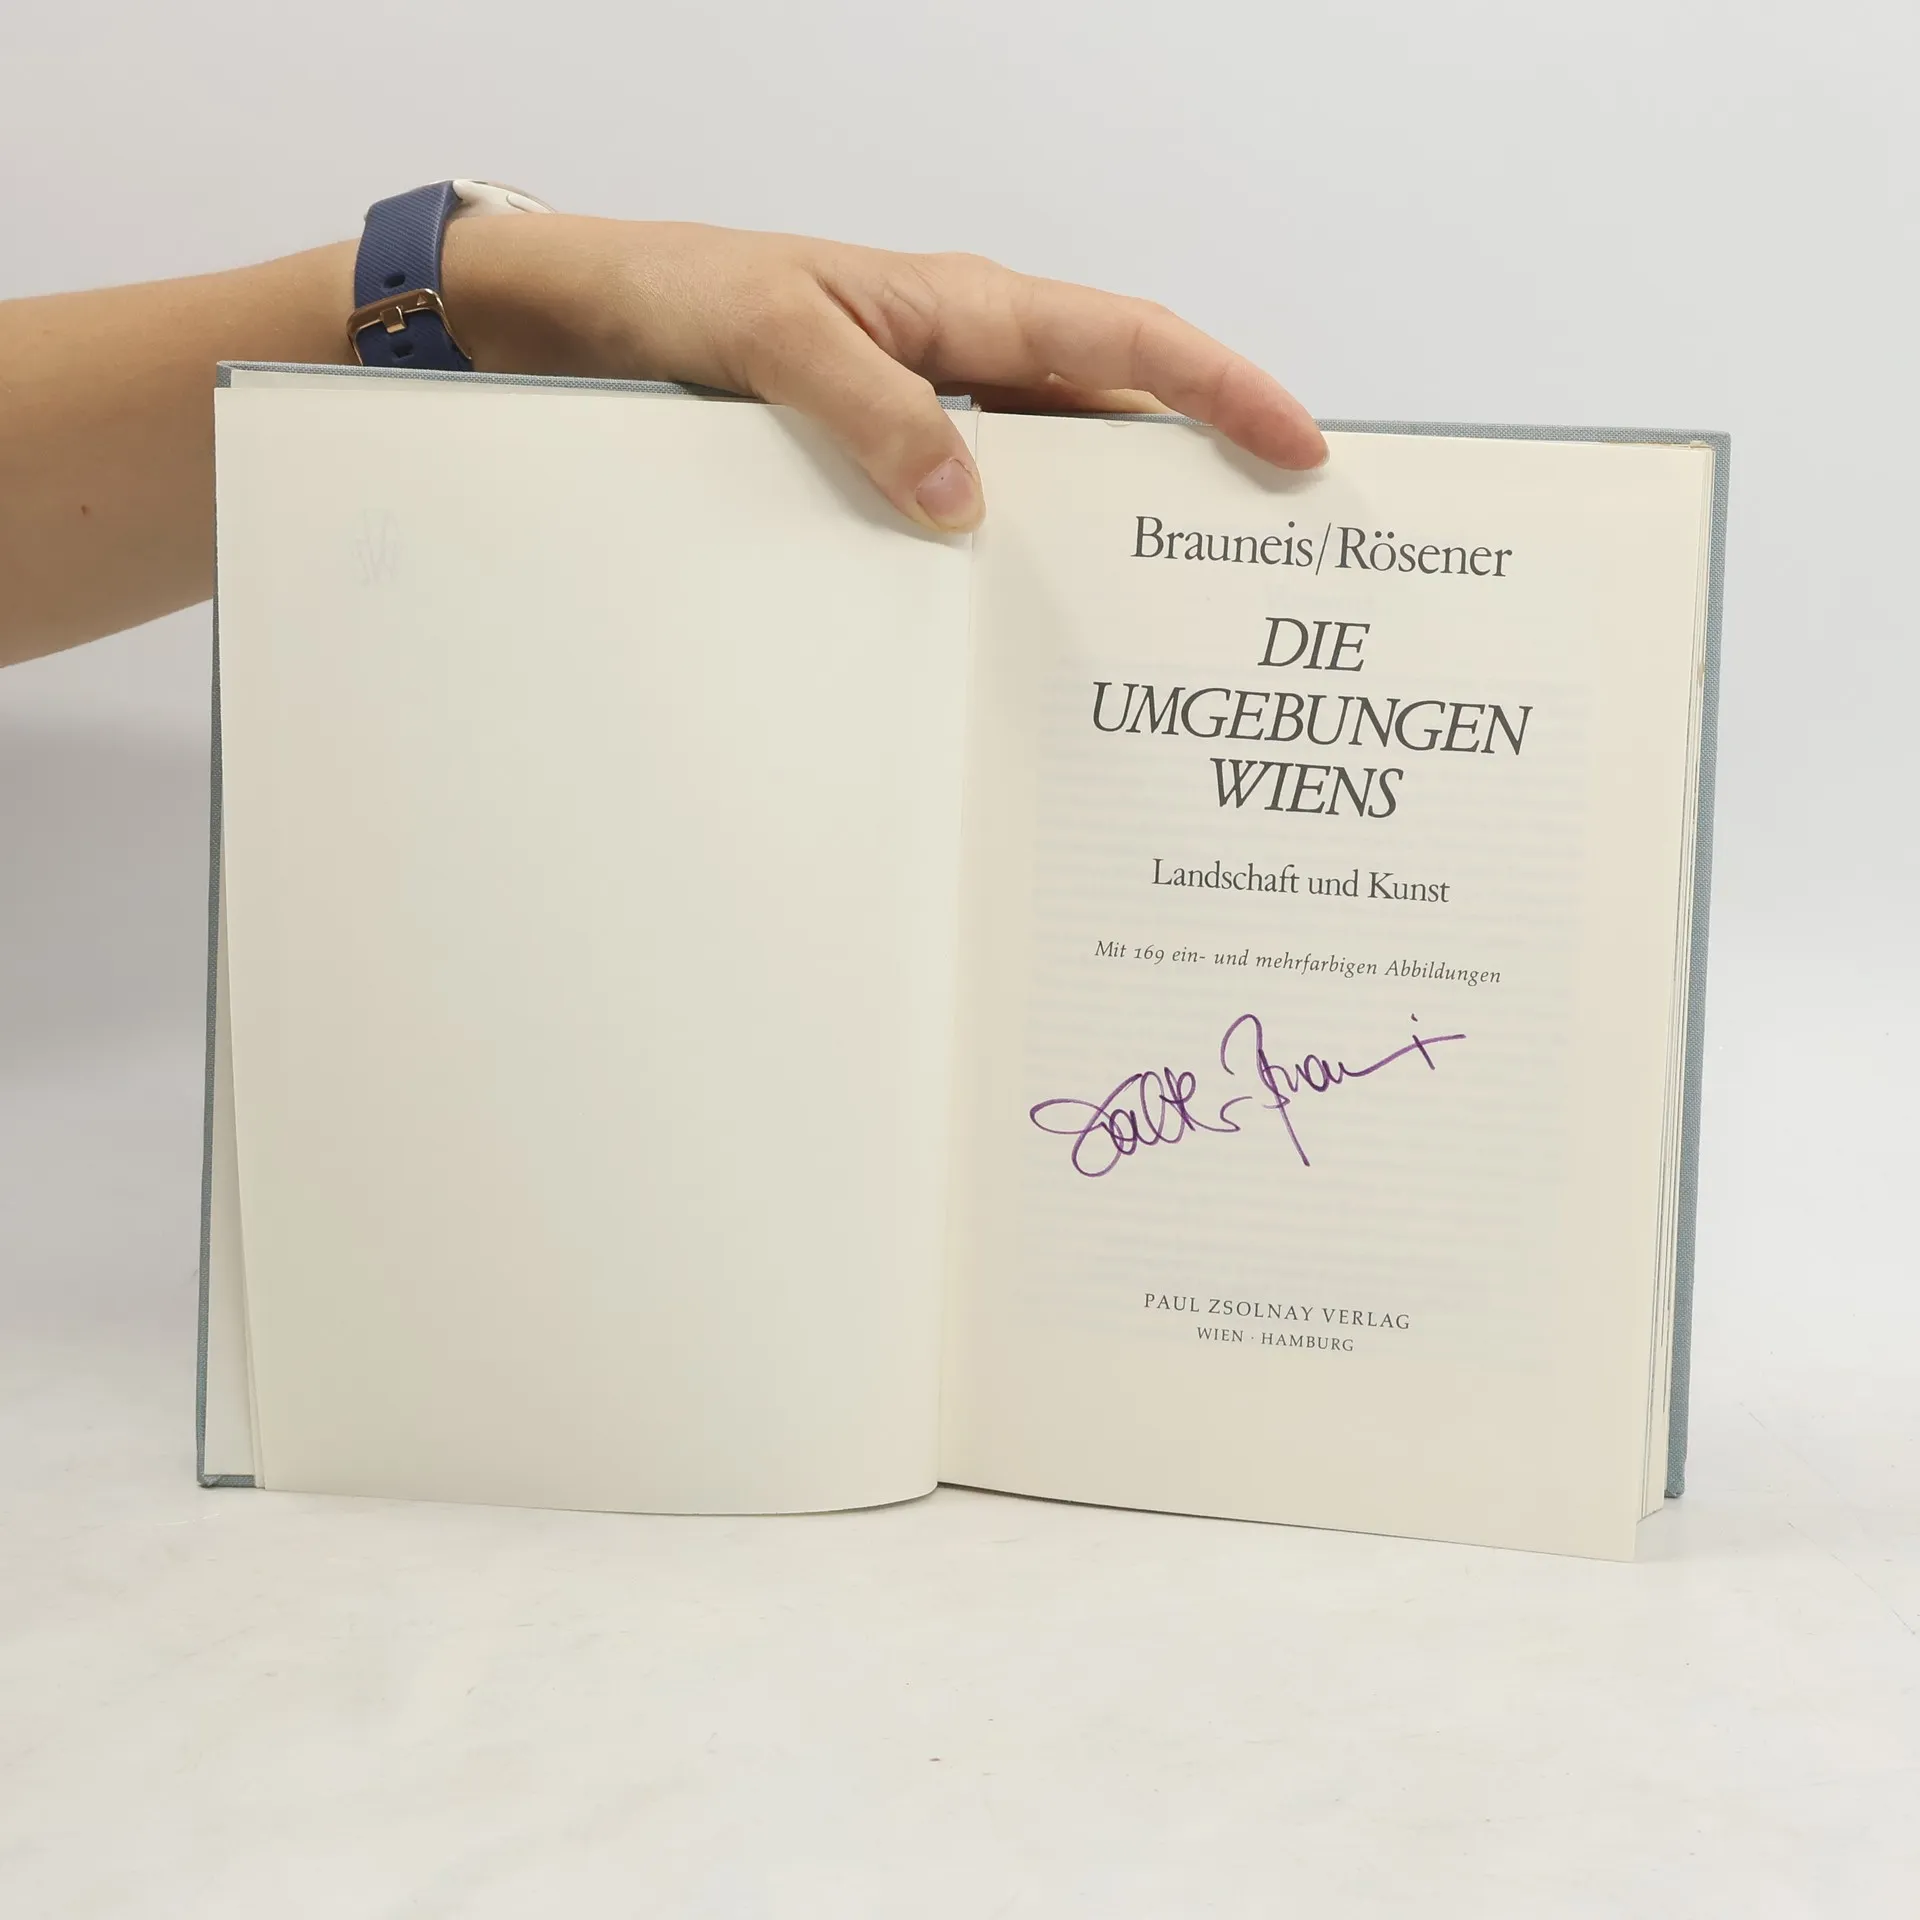 Brauneis/Rösener
DIE
UMGEBUNGEN
WIENS
Landschaft und Kunst
Mit 169 ein- und mehrfarbigen Abbildungen
PAUL ZSOLNAY VERLAG
WIEN · HAMBURG